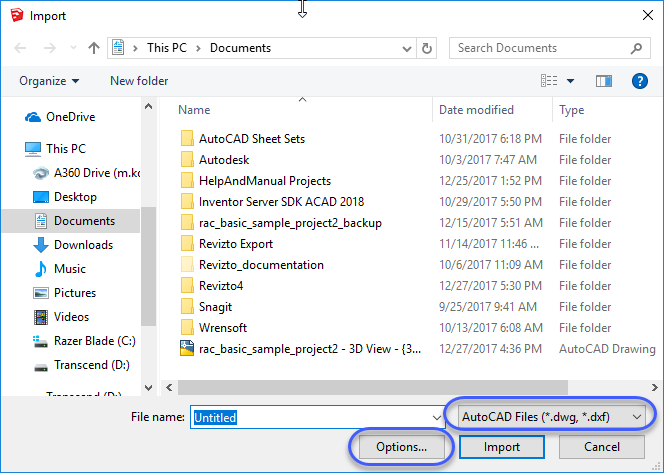 Import
This PC > Documents
Search Documents
Organize
New folder
?
OneDrive
This PC
A360 Drive (m.kc
Desktop
Documents
Downloads
Music
Pictures
Videos
Razer Blade (C:)
Transcend (D:)
Transcend (D:)
Name Date modified Type
AutoCAD Sheet Sets 10/31/2017 6:18 PM File folder
Autodesk 10/3/2017 7:47 AM File folder
HelpAndManual Projects 12/25/2017 1:52 PM File folder
Inventor Server SDK ACAD 2018 10/29/2017 5:50 PM File folder
rac_basic_sample_project2_backup 12/15/2017 5:51 AM File folder
Revizto Export 11/14/2017 11:46 ... File folder
Revizto_documentation 10/6/2017 11:09 AM File folder
Revizto4 12/27/2017 5:30 PM File folder
Snagit 9/25/2017 9:41 AM File folder
Wrensoft 10/13/2017 6:08 AM File folder
rac_basic_sample_project2 - 3D View - {3... 12/27/2017 4:36 PM AutoCAD Drawing
File name: Untitled AutoCAD Files (*.dwg, *.dxf)
Options... Import Cancel